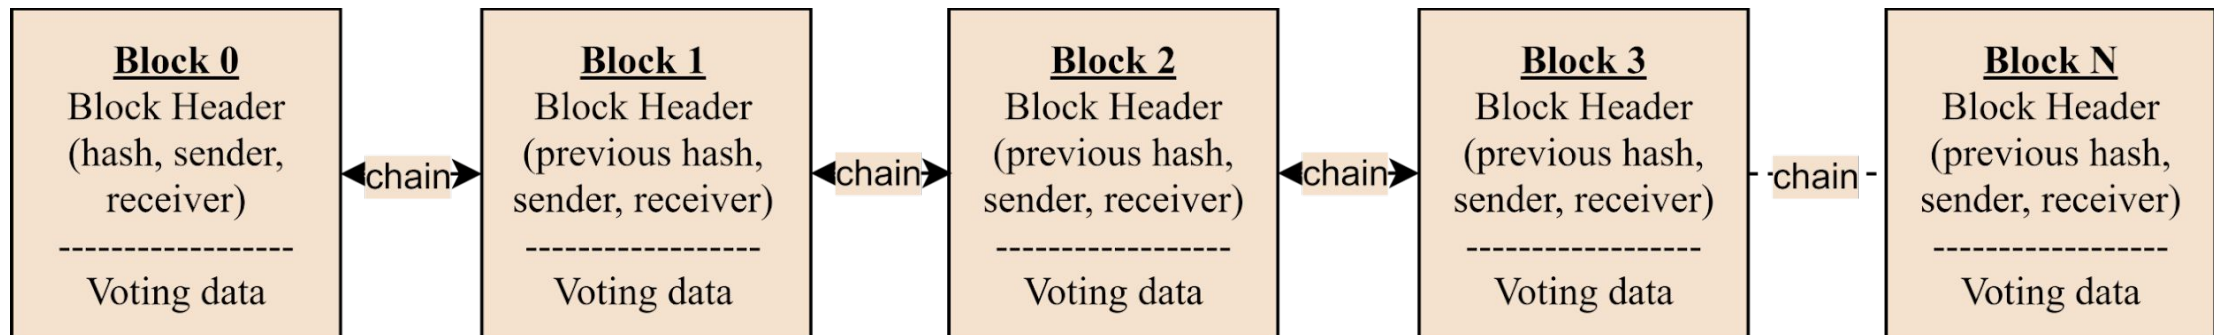 Block 0
Block Header
(hash, sender,
receiver)
-------------------
Voting data
chain
Block 1
Block Header
(previous hash,
sender, receiver)
-------------------
Voting data
chain
Block 2
Block Header
(previous hash,
sender, receiver)
-------------------
Voting data
chain
Block 3
Block Header
(previous hash,
sender, receiver)
-------------------
Voting data
chain
Block N
Block Header
(previous hash,
sender, receiver)
-------------------
Voting data